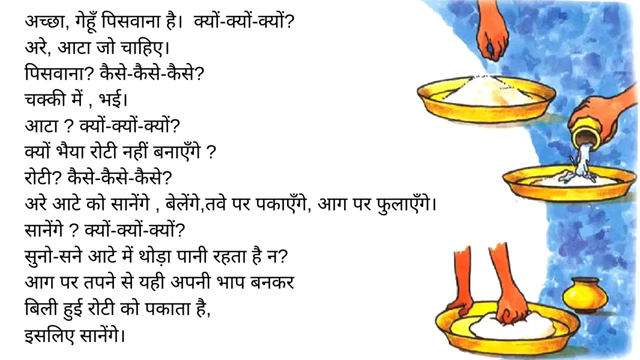 अच्छा, गेहूँ पिसवाना है।  क्यों-क्यों-क्यों?
अरे, आटा जो चाहिए।
पिसवाना? कैसे-कैसे-कैसे?
चक्की में , भई।
आटा ? क्यों-क्यों-क्यों?
क्यों भैया रोटी नहीं बनाएँगे ?
रोटी? कैसे-कैसे-कैसे?
अरे आटे को सानेंगे , बेलेंगे,तवे पर पकाएँगे, आग पर फुलाएँगे।
सानेंगे ? क्यों-क्यों-क्यों?
सुनो-सने आटे में थोड़ा पानी रहता है न?
आग पर तपने से यही अपनी भाप बनकर
बिली हुई रोटी को पकाता है,
इसलिए सानेंगे।